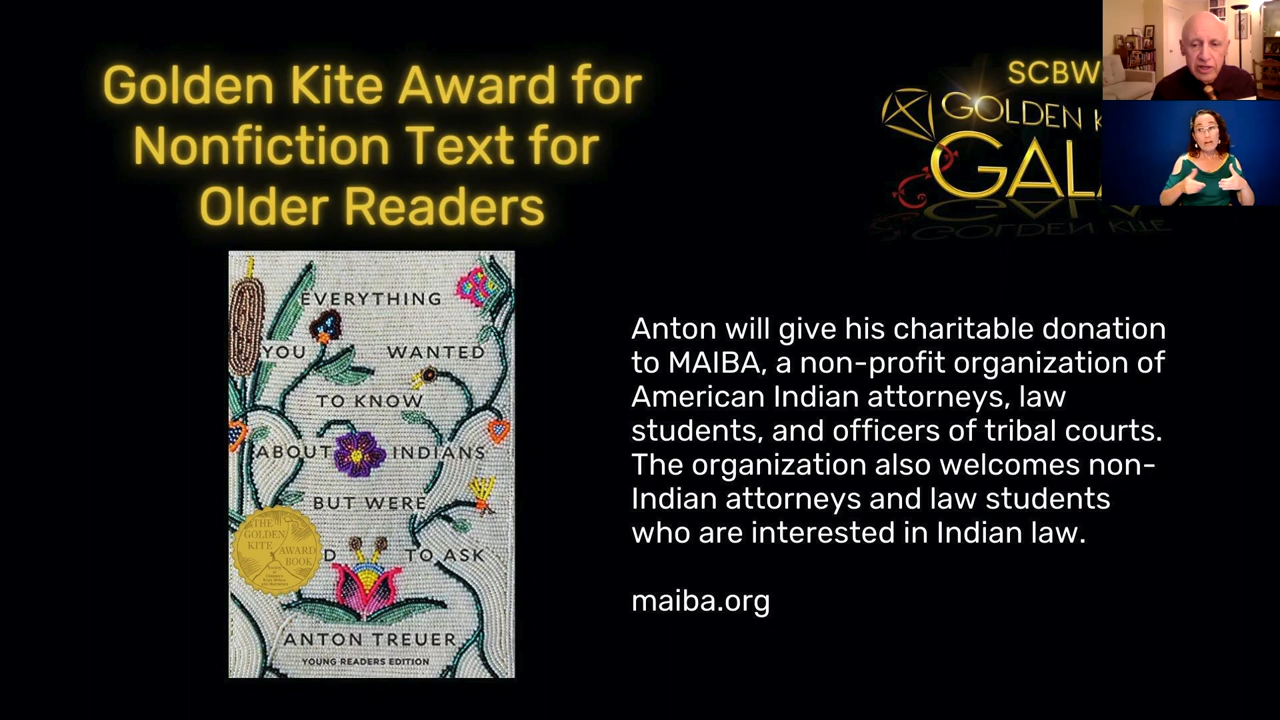 Golden Kite Award for
Nonfiction Text for
Older Readers
SCBW
GOLDEN K
GALA
GOLDEN KITE
EVERYTHING
YOU WANTED
TO KNOW
ABOUT INDIANS
BUT WERE
D TO ASK
THE
GOLDEN
KITE
AWARD
BOOK
ANTON TREUER
YOUNG READERS EDITION
Anton will give his charitable donation
to MAIBA, a non-profit organization of
American Indian attorneys, law
students, and officers of tribal courts.
The organization also welcomes non-
Indian attorneys and law students
who are interested in Indian law.
maiba.org